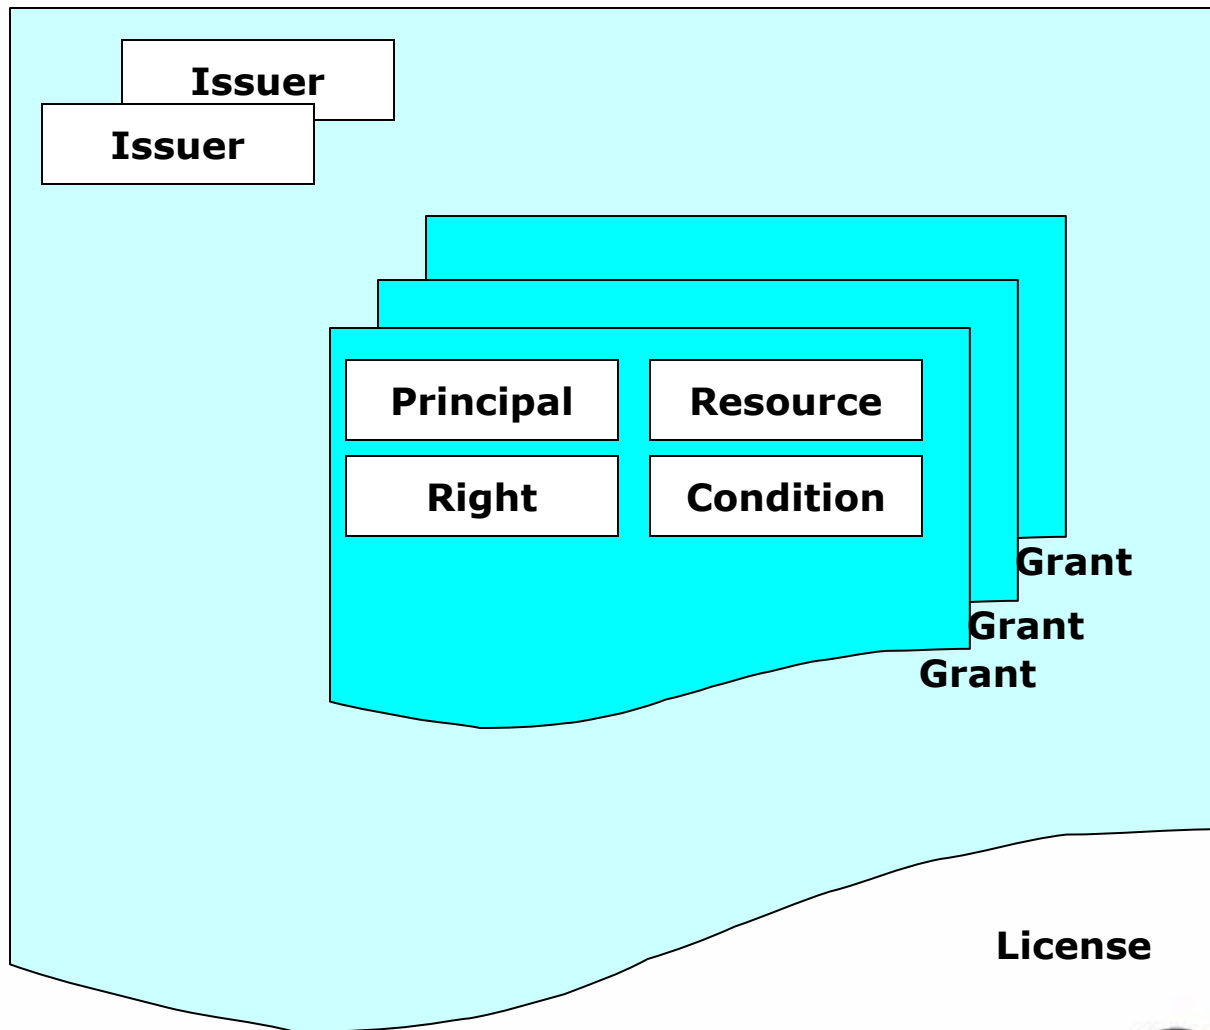 Issuer
Issuer
Principal
Resource
Right
Condition
Grant
Grant
Grant
License